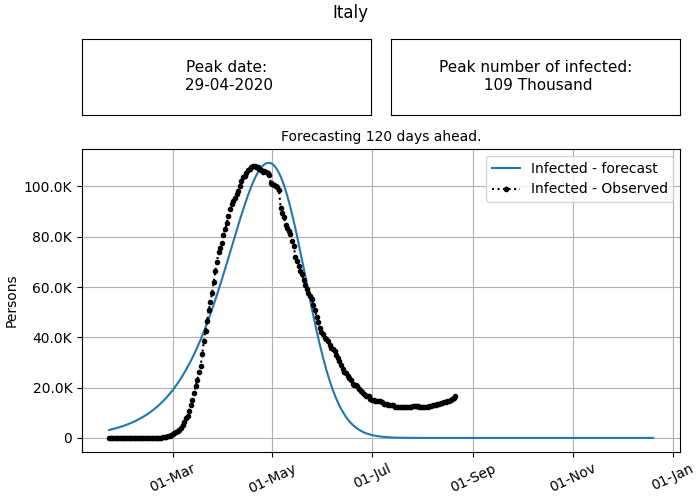 Italy
Peak date:
29-04-2020
Peak number of infected:
109 Thousand
Forecasting 120 days ahead.
Infected - forecast
Infected - Observed
Persons
100.0K
80.0K
60.0K
40.0K
20.0K
0
01-Mar
01-May
01-Jul
01-Sep
01-Nov
01-Jan